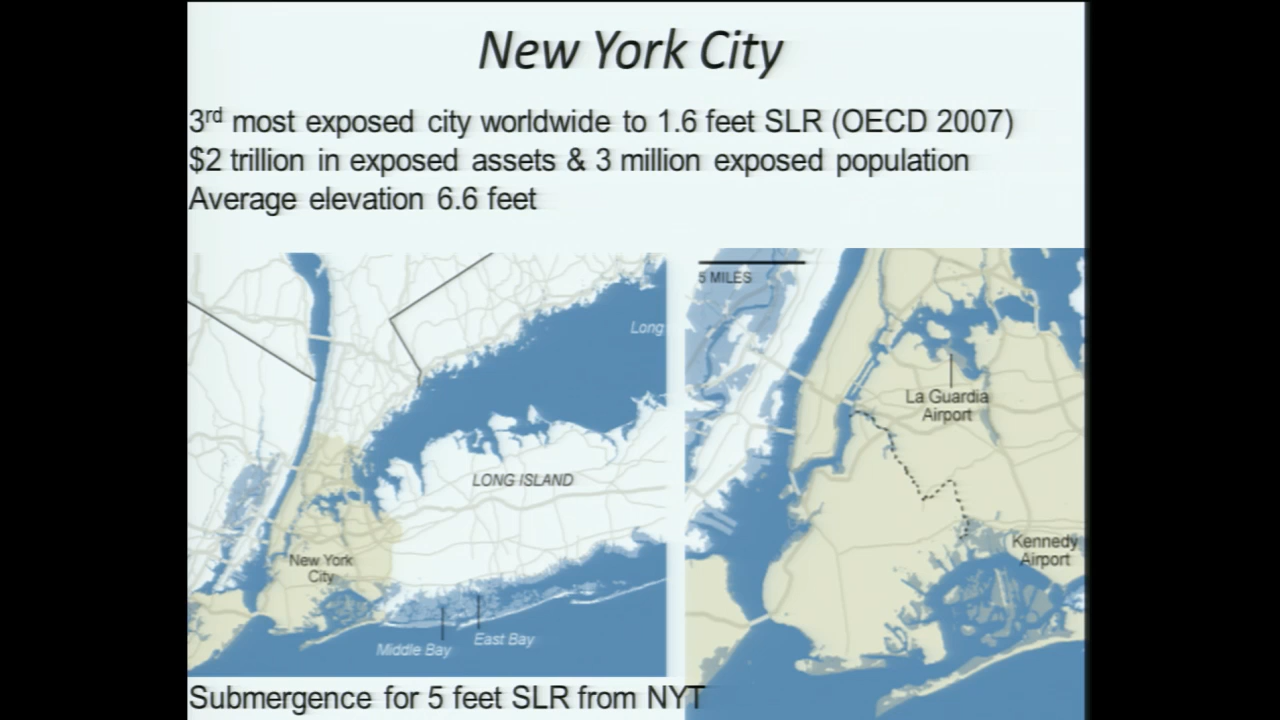 New York City
3rd most exposed city worldwide to 1.6 feet SLR (OECD 2007)
$2 trillion in exposed assets & 3 million exposed population
Average elevation 6.6 feet
Long
LONG ISLAND
New York
City
Middle Bay
East Bay
5 MILES
La Guardia
Airport
Kennedy
Airport
Submergence for 5 feet SLR from NYT